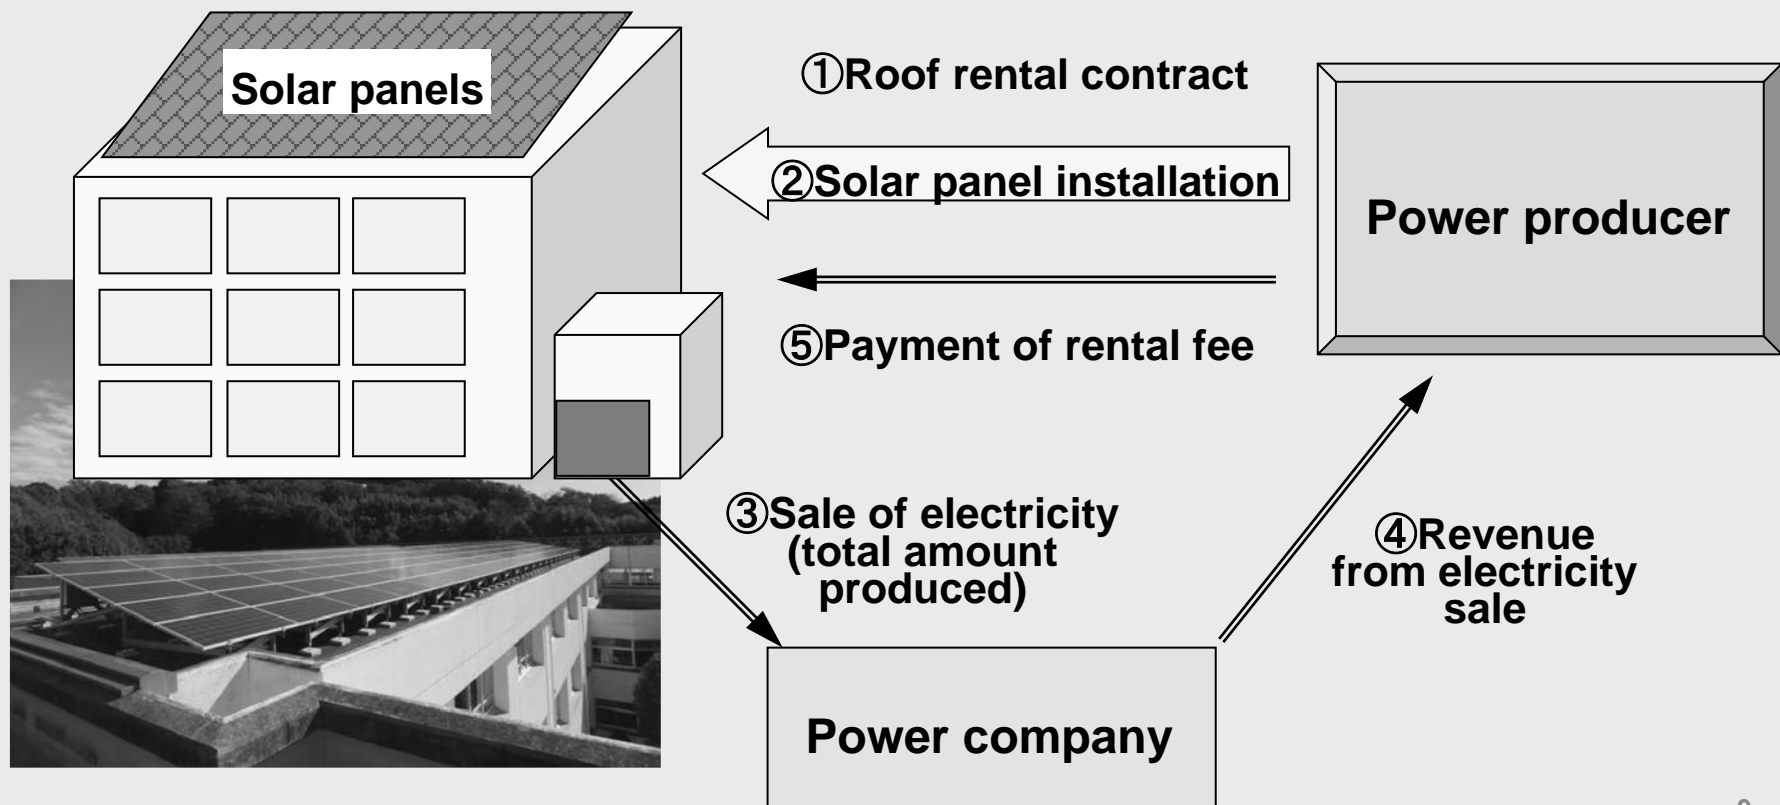 Solar panels
①Roof rental contract
②Solar panel installation
Power producer
⑤Payment of rental fee
③Sale of electricity
(total amount
produced)
④Revenue
from electricity
sale
Power company